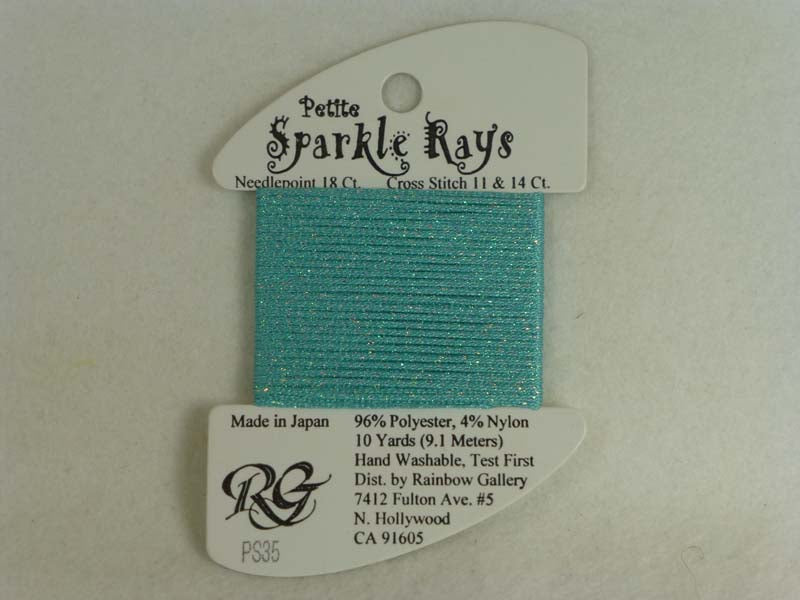 Petite
Sparkle Rays
Needlepoint 18 Ct. Cross Stitch 11 & 14 Ct.
Made in Japan
RG
PS35
96% Polyester, 4% Nylon
10 Yards (9.1 Meters)
Hand Washable, Test First
Dist. by Rainbow Gallery
7412 Fulton Ave. #5
N. Hollywood
CA 91605